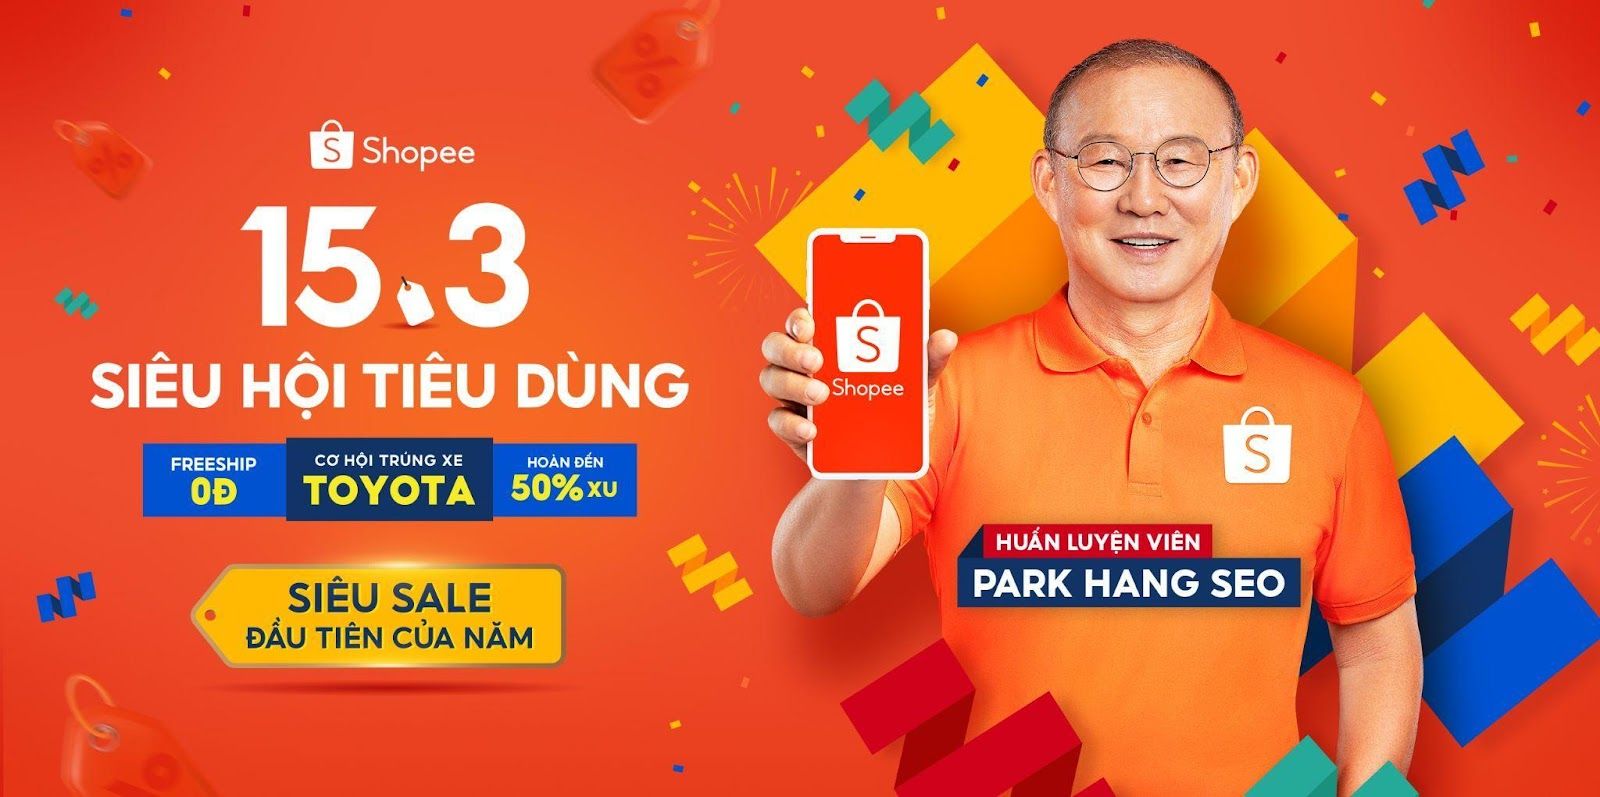 Shopee
15.3
SIÊU HỘI TIÊU DÙNG
FREESHIP
0Đ
CƠ HỘI TRÚNG XE
TOYOTA
HOÀN ĐẾN
50% XU
SIÊU SALE
ĐẦU TIÊN CỦA NĂM
S
Shopee
S
HUẤN LUYỆN VIÊN
PARK HANG SEO